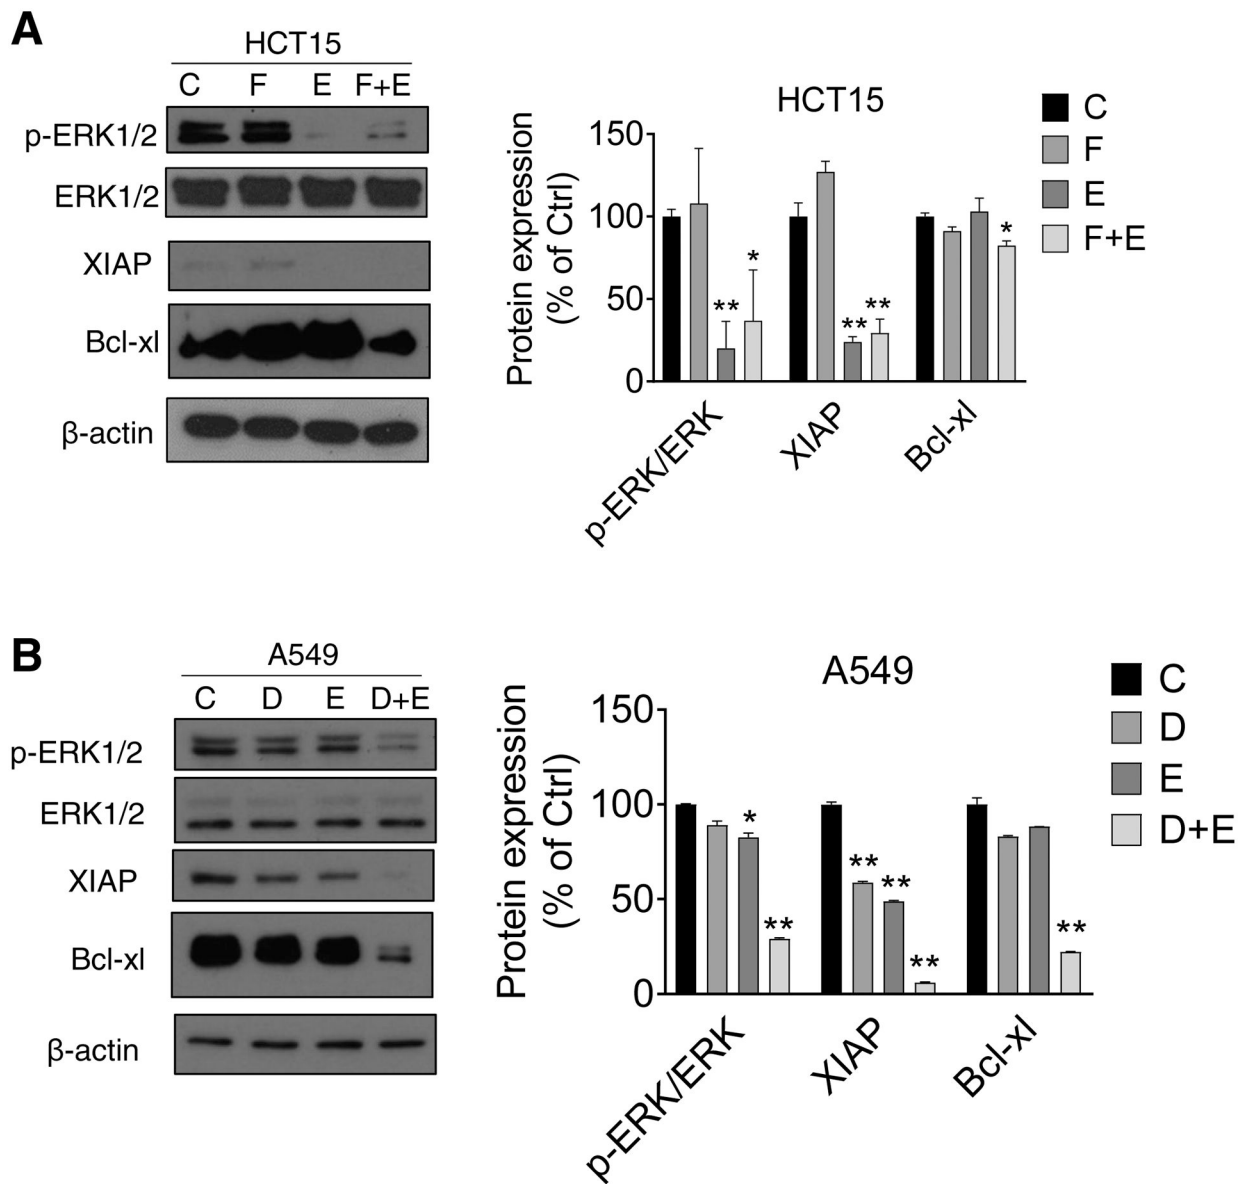 A
HCT15
C F E F+E
p-ERK1/2
ERK1/2
XIAP
Bcl-xl
β-actin
HCT15
Protein expression
(% of Ctrl)
150
100
50
0
** * ** ** *
p-ERK/ERK XIAP Bcl-xl
C
F
E
F+E
B
A549
C D E D+E
p-ERK1/2
ERK1/2
XIAP
Bcl-xl
β-actin
A549
Protein expression
(% of Ctrl)
150
100
50
0
* ** ** ** ** **
p-ERK/ERK XIAP Bcl-xl
C
D
E
D+E